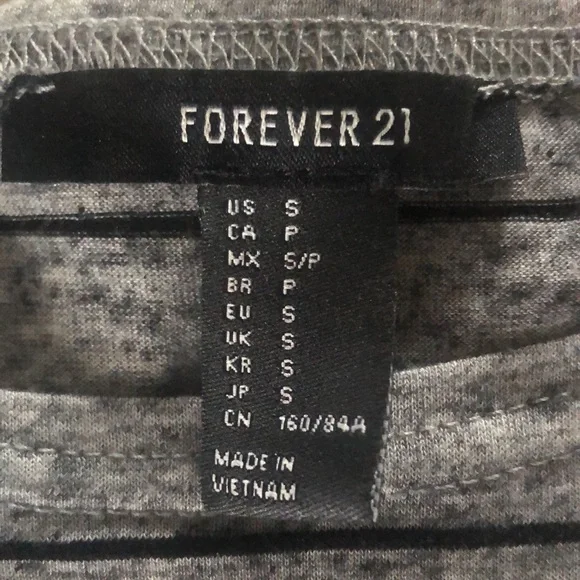 FOREVER 21
US S
CA P
MX S/P
BR P
EU S
UK S
KR S
JP S
CN 160/84A
MADE IN
VIETNAM